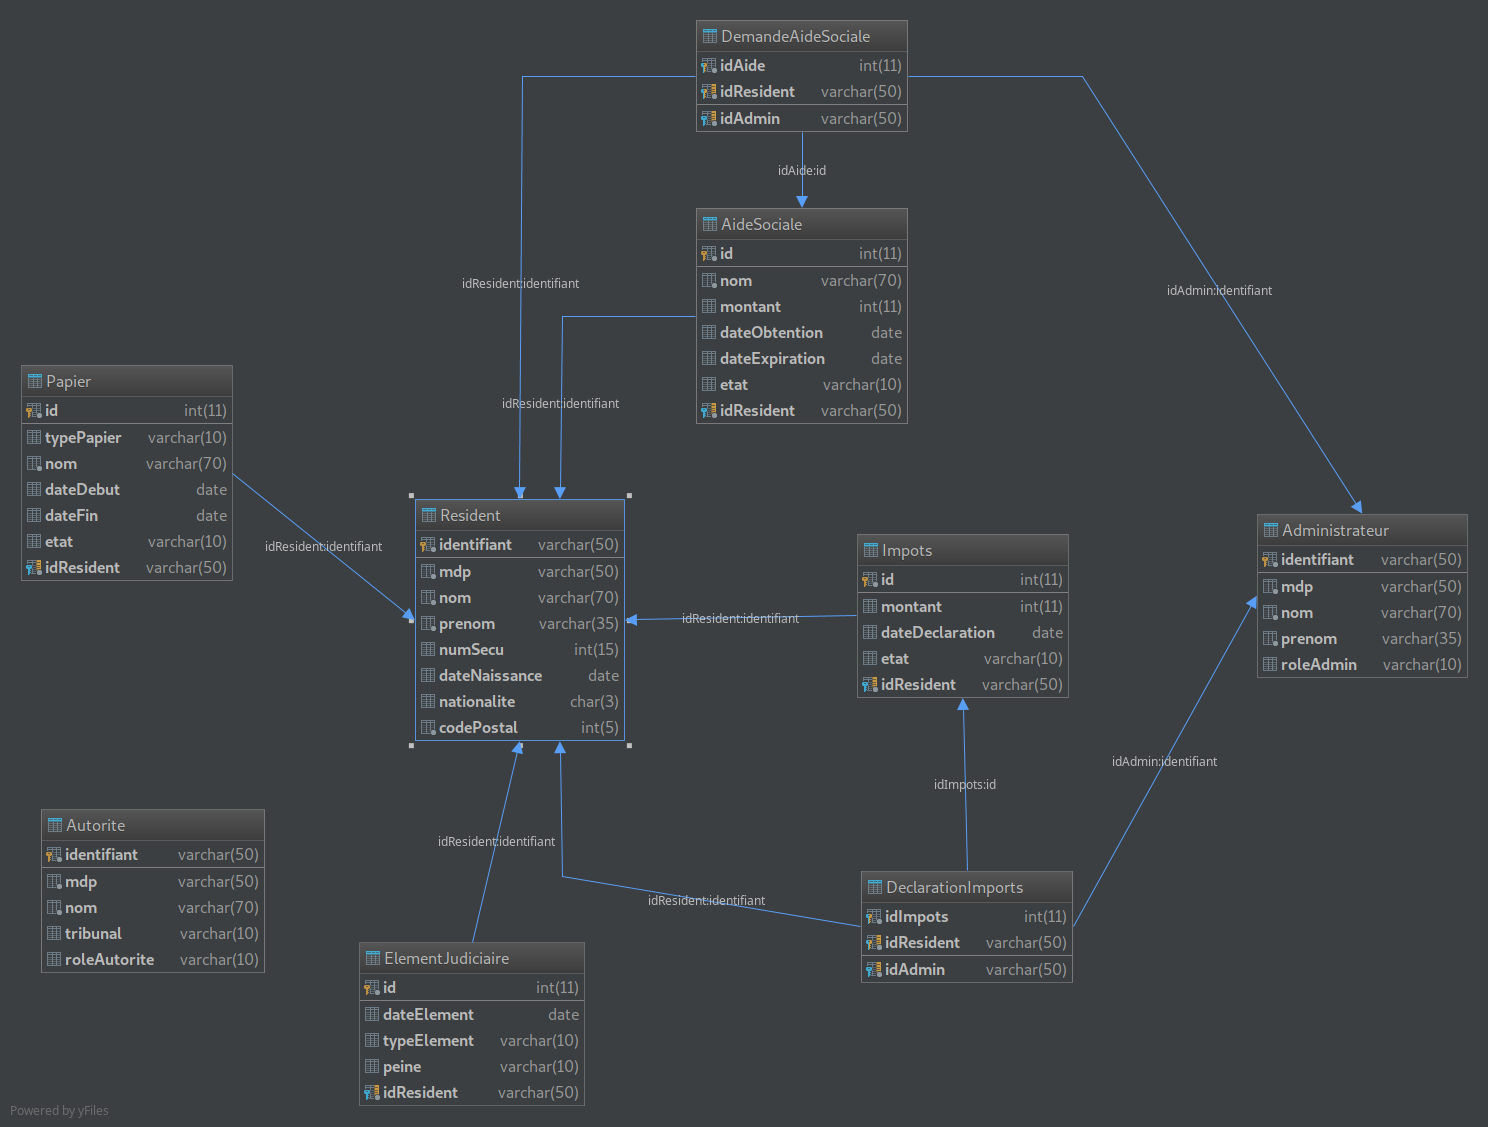 DemandeAideSociale
idAide int(11)
idResident varchar(50)
idAdmin varchar(50)
idAide:id
AideSociale
id int(11)
nom varchar(70)
montant int(11)
dateObtention date
dateExpiration date
etat varchar(10)
idResident varchar(50)
idResident:identifiant
idAdmin:identifiant
idResident:identifiant
Papier
id int(11)
typePapier varchar(10)
nom varchar(70)
dateDebut date
dateFin date
etat varchar(10)
idResident varchar(50)
idResident:identifiant
Resident
identifiant varchar(50)
mdp varchar(50)
nom varchar(70)
prenom varchar(35)
numSecu int(15)
dateNaissance date
nationalite char(3)
codePostal int(5)
idResident:identifiant
Impots
id int(11)
montant int(11)
dateDeclaration date
etat varchar(10)
idResident varchar(50)
Administrateur
identifiant varchar(50)
mdp varchar(50)
nom varchar(70)
prenom varchar(35)
roleAdmin varchar(10)
idAdmin:identifiant
idImpots:id
Autorite
identifiant varchar(50)
mdp varchar(50)
nom varchar(70)
tribunal varchar(10)
roleAutorite varchar(10)
idResident:identifiant
idResident:identifiant
DeclarationImports
idImpots int(11)
idResident varchar(50)
idAdmin varchar(50)
ElementJudiciaire
id int(11)
dateElement date
typeElement varchar(10)
peine varchar(10)
idResident varchar(50)
Powered by yFiles